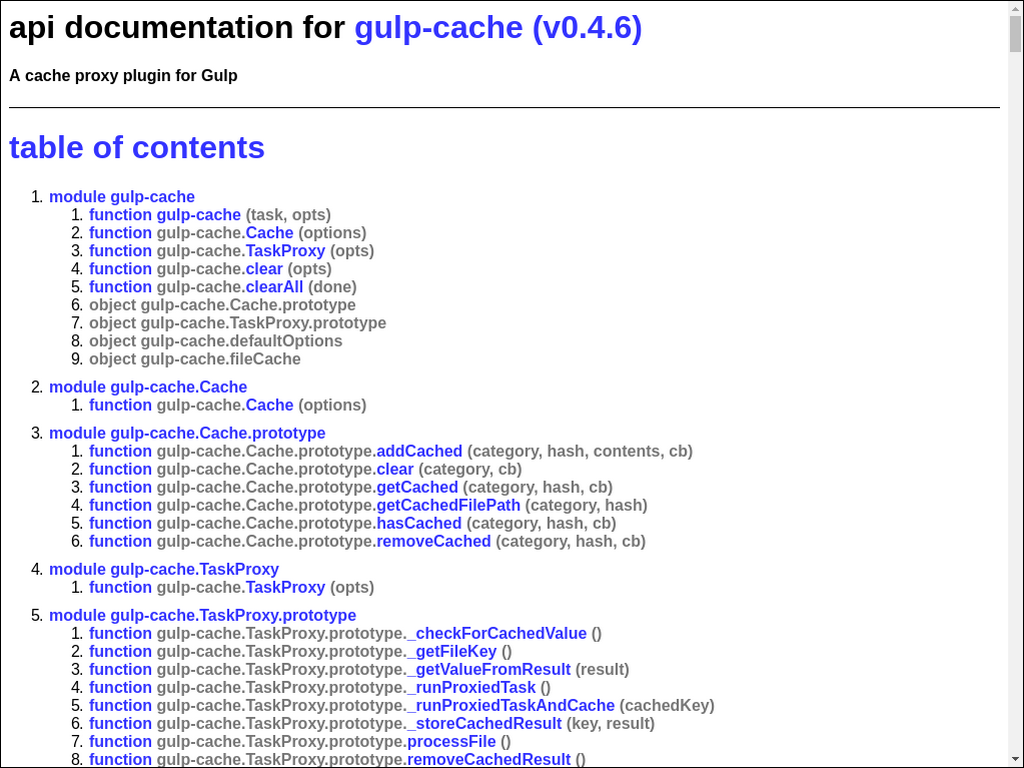 api documentation for gulp-cache (v0.4.6)
A cache proxy plugin for Gulp
table of contents
1. module gulp-cache
1. function gulp-cache (task, opts)
2. function gulp-cache.Cache (options)
3. function gulp-cache.TaskProxy (opts)
4. function gulp-cache.clear (opts)
5. function gulp-cache.clearAll (done)
6. object gulp-cache.Cache.prototype
7. object gulp-cache.TaskProxy.prototype
8. object gulp-cache.defaultOptions
9. object gulp-cache.fileCache
2. module gulp-cache.Cache
1. function gulp-cache.Cache (options)
3. module gulp-cache.Cache.prototype
1. function gulp-cache.Cache.prototype.addCached (category, hash, contents, cb)
2. function gulp-cache.Cache.prototype.clear (category, cb)
3. function gulp-cache.Cache.prototype.getCached (category, hash, cb)
4. function gulp-cache.Cache.prototype.getCachedFilePath (category, hash)
5. function gulp-cache.Cache.prototype.hasCached (category, hash, cb)
6. function gulp-cache.Cache.prototype.removeCached (category, hash, cb)
4. module gulp-cache.TaskProxy
1. function gulp-cache.TaskProxy (opts)
5. module gulp-cache.TaskProxy.prototype
1. function gulp-cache.TaskProxy.prototype._checkForCachedValue ()
2. function gulp-cache.TaskProxy.prototype._getFileKey ()
3. function gulp-cache.TaskProxy.prototype._getValueFromResult (result)
4. function gulp-cache.TaskProxy.prototype._runProxiedTask ()
5. function gulp-cache.TaskProxy.prototype._runProxiedTaskAndCache (cachedKey)
6. function gulp-cache.TaskProxy.prototype._storeCachedResult (key, result)
7. function gulp-cache.TaskProxy.prototype.processFile ()
8. function gulp-cache.TaskProxy.prototype.removeCachedResult ()